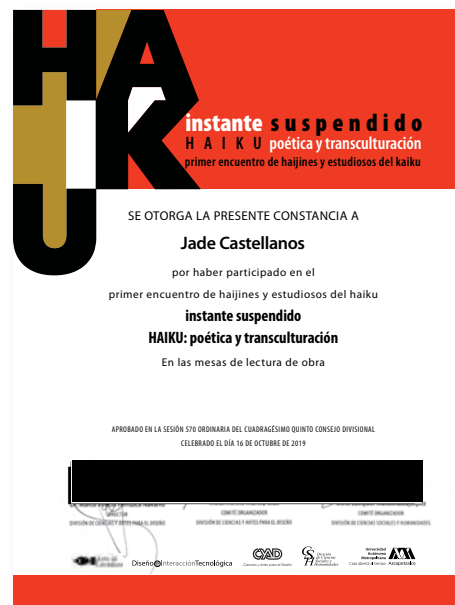 HAIKU
instante suspendido
HAIKU poética y transculturación
primer encuentro de haijines y estudiosos del kaiku
SE OTORGA LA PRESENTE CONSTANCIA A
Jade Castellanos
por haber participado en el
primer encuentro de haijines y estudiosos del haiku
instante suspendido
HAIKU: poética y transculturación
En las mesas de lectura de obra
APROBADO EN LA SESIÓN 570 ORDINARIA DEL CUADRAGÉSIMO QUINTO CONSEJO DIVISIONAL
CELEBRADO EL DÍA 16 DE OCTUBRE DE 2019
DIRECTOR
DIVISIÓN DE CIENCIAS Y ARTES PARA EL DISEÑO
COMITÉ ORGANIZADOR
DIVISIÓN DE CIENCIAS Y ARTES PARA EL DISEÑO
COMITÉ ORGANIZADOR
DIVISIÓN DE CIENCIAS SOCIALES Y HUMANIDADES
DiseñoInteracciónTecnológica
CYAD
Ciencias y Artes para el Diseño
División
de Ciencias
Sociales y
Humanidades
Universidad
Autónoma
Metropolitana
Casa abierta al tiempo Azcapotzalco